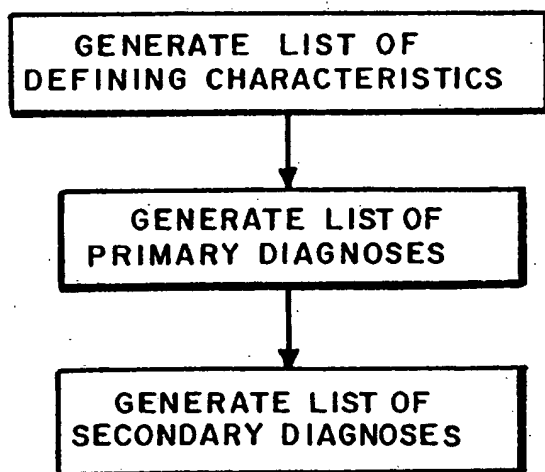 GENERATE LIST OF
DEFINING CHARACTERISTICS
GENERATE LIST OF
PRIMARY DIAGNOSES
GENERATE LIST OF
SECONDARY DIAGNOSES